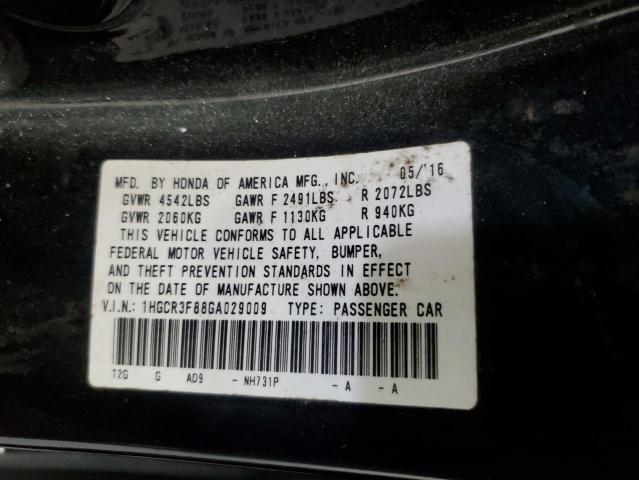 MFD. BY HONDA OF AMERICA MFG., INC. 05/'16
GVWR 4542LBS GAWR F 2491LBS R 2072LBS
GVWR 2060KG GAWR F 1130KG R 940KG
THIS VEHICLE CONFORMS TO ALL APPLICABLE
FEDERAL MOTOR VEHICLE SAFETY, BUMPER,
AND THEFT PREVENTION STANDARDS IN EFFECT
ON THE DATE OF MANUFACTURE SHOWN ABOVE.
V.I.N.: 1HGCR3F88GA029009 TYPE: PASSENGER CAR
T2G G AD9 - NH731P - A - A